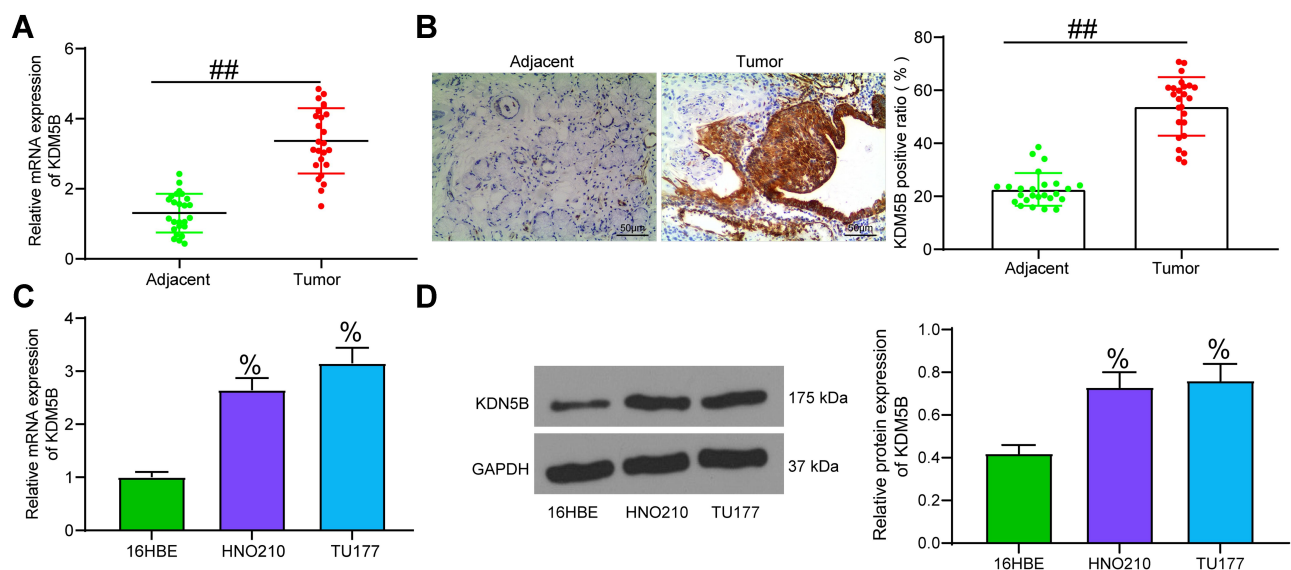 A
Relative mRNA expression
of KDM5B
6
4
2
0
##
Adjacent
Tumor
B
Adjacent
Tumor
50μm
50μm
KDM5B positive ratio ( % )
80
60
40
20
0
##
Adjacent
Tumor
C
Relative mRNA expression
of KDM5B
4
3
2
1
0
%
%
16HBE
HNO210
TU177
D
KDN5B
175 kDa
GAPDH
37 kDa
16HBE
HNO210
TU177
Relative protein expression
of KDM5B
1.0
0.8
0.6
0.4
0.2
0.0
%
%
16HBE
HNO210
TU177